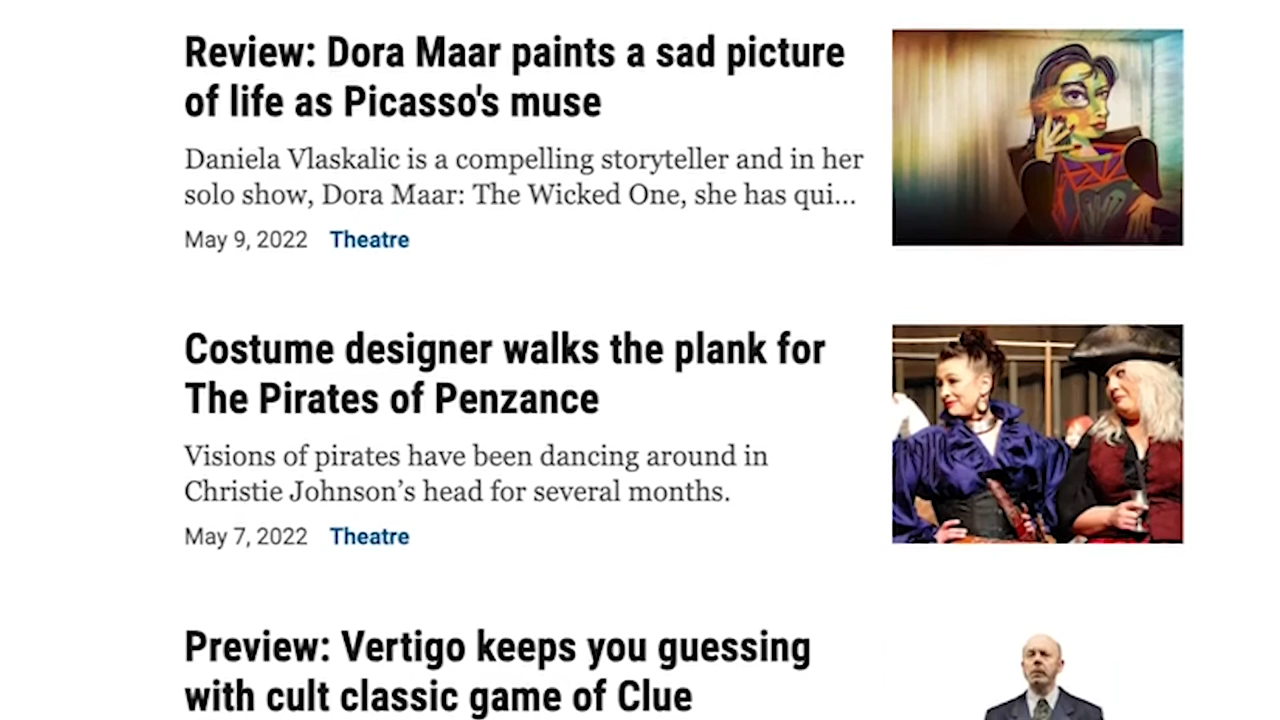 Review: Dora Maar paints a sad picture
of life as Picasso's muse
Daniela Vlaskalic is a compelling storyteller and in her
solo show, Dora Maar: The Wicked One, she has qui...
May 9, 2022 Theatre
Costume designer walks the plank for
The Pirates of Penzance
Visions of pirates have been dancing around in
Christie Johnson’s head for several months.
May 7, 2022 Theatre
Preview: Vertigo keeps you guessing
with cult classic game of Clue